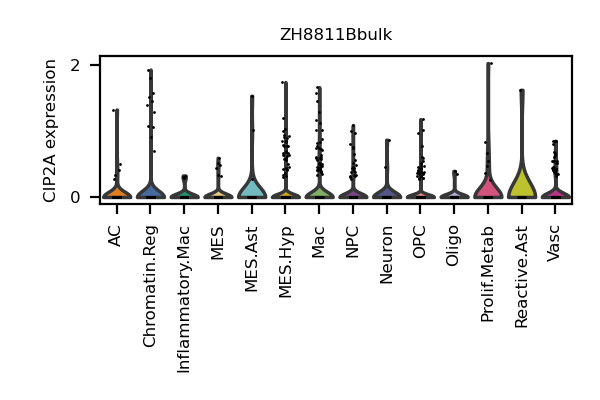 ZH8811Bbulk
CIP2A expression
2
0
AC
Chromatin.Reg
Inflammatory.Mac
MES
MES.Ast
MES.Hyp
Mac
NPC
Neuron
OPC
Oligo
Prolif.Metab
Reactive.Ast
Vasc